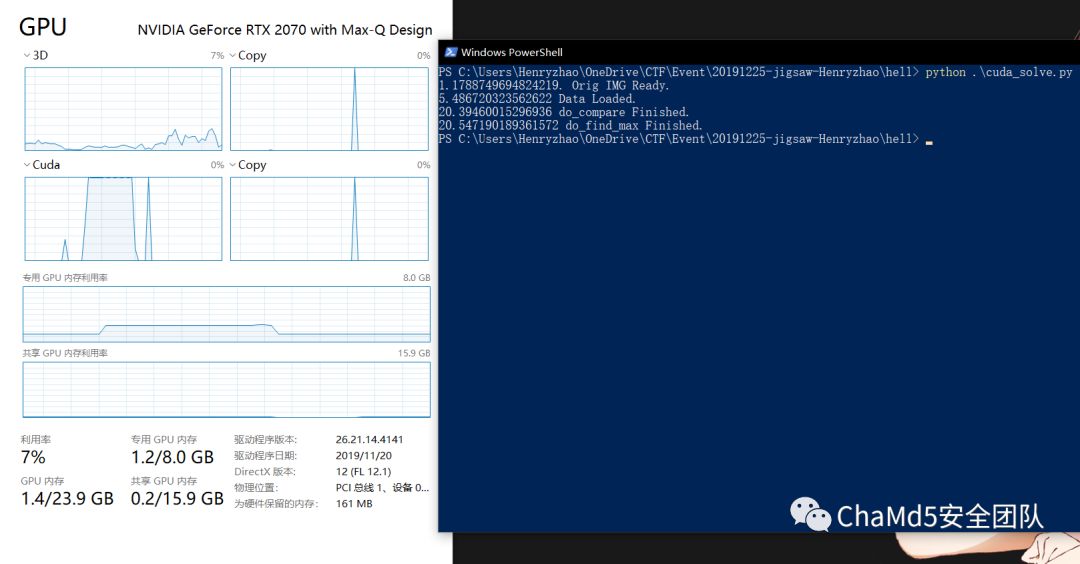 GPU
NVIDIA GeForce RTX 2070 with Max-Q Design
3D 7%
Copy 0%
Cuda 0%
Copy 0%
专用 GPU 内存利用率 8.0 GB
共享 GPU 内存利用率 15.9 GB
利用率
7%
专用 GPU 内存
1.2/8.0 GB
GPU 内存
1.4/23.9 GB
共享 GPU 内存
0.2/15.9 GB
驱动程序版本: 26.21.14.4141
驱动程序日期: 2019/11/20
DirectX 版本: 12 (FL 12.1)
物理位置: PCI 总线 1、设备 0...
为硬件保留的内存: 161 MB
Windows PowerShell
PS C:\Users\Henryzhao\OneDrive\CTF\Event\20191225-jigsaw-Henryzhao\hell> python .\cuda_solve.py
1.1788749694824219. Orig IMG Ready.
5.486720323562622 Data Loaded.
20.39460015296936 do_compare Finished.
20.547190189361572 do_find_max Finished.
PS C:\Users\Henryzhao\OneDrive\CTF\Event\20191225-jigsaw-Henryzhao\hell>
ChaMd5安全团队